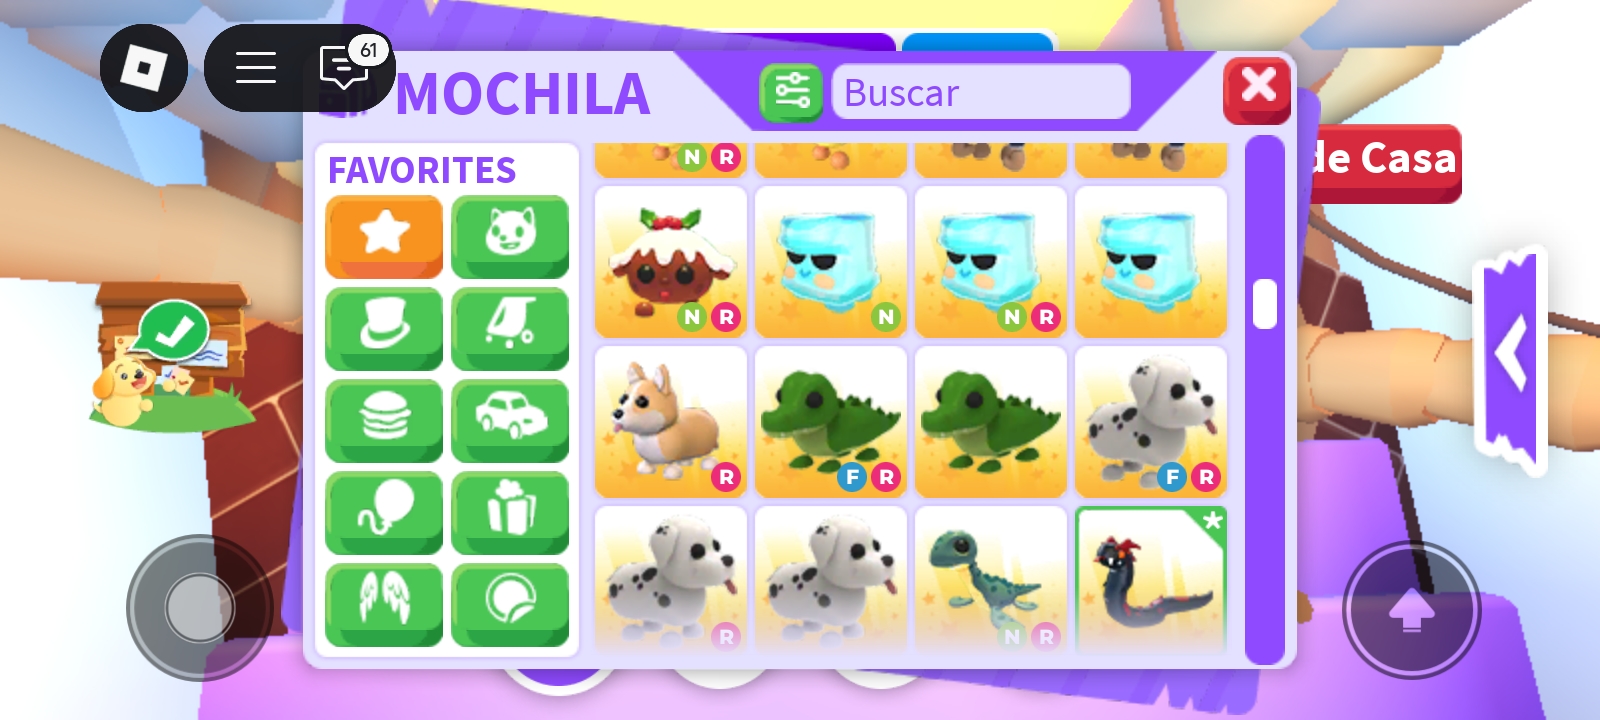 61
MOCHILA
Buscar
de Casa
FAVORITES
N R
N R
N
N R
R
F R
F R
R
N R